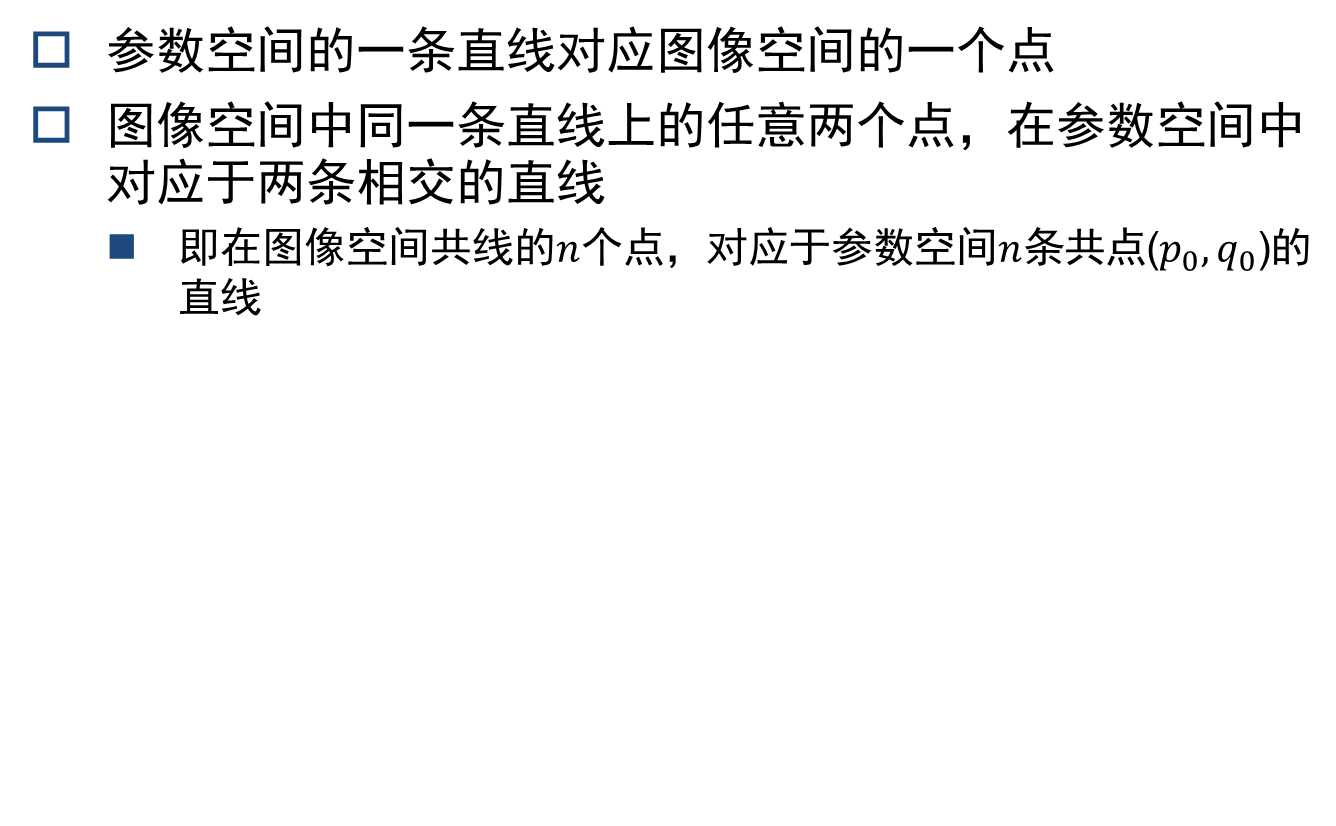 参数空间的一条直线对应图像空间的一个点
图像空间中同一条直线上的任意两个点，在参数空间中
对应于两条相交的直线
即在图像空间共线的n个点，对应于参数空间n条共点(p₀, q₀)的
直线